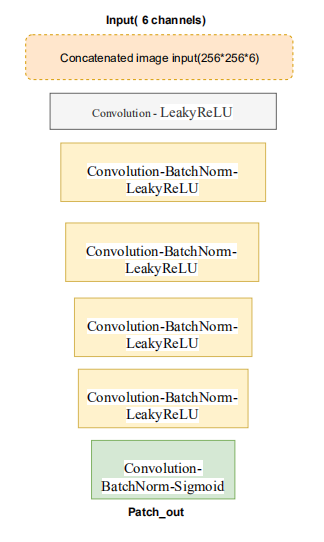 Input( 6 channels)
Concatenated image input(256*256*6)
Convolution - LeakyReLU
Convolution-BatchNorm-
LeakyReLU
Convolution-BatchNorm-
LeakyReLU
Convolution-BatchNorm-
LeakyReLU
Convolution-BatchNorm-
LeakyReLU
Convolution-
BatchNorm-Sigmoid
Patch_out